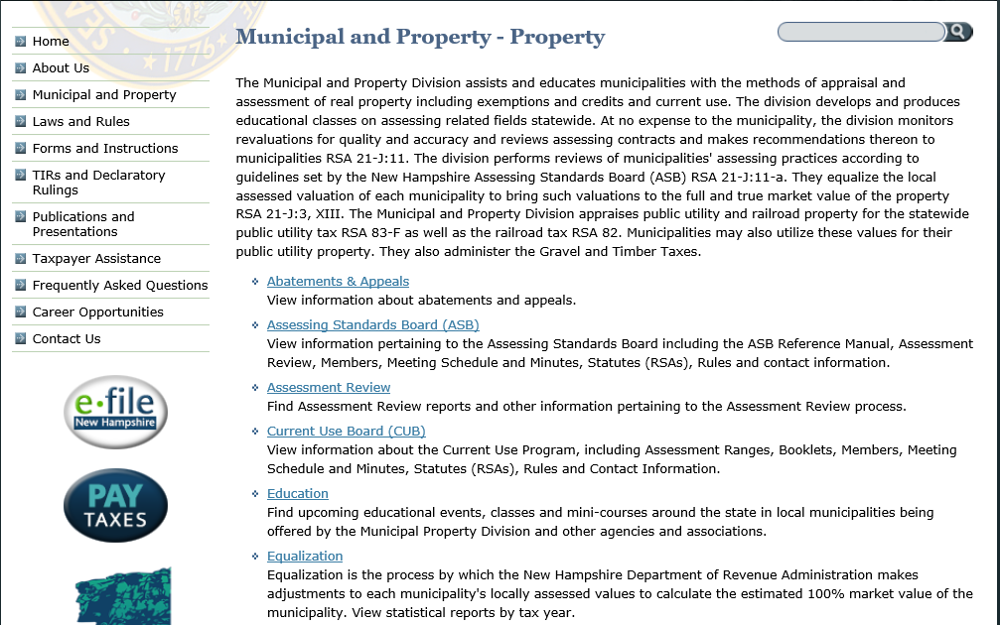 SEAL
1776
Home
About Us
Municipal and Property
Laws and Rules
Forms and Instructions
TIRs and Declaratory
Rulings
Publications and
Presentations
Taxpayer Assistance
Frequently Asked Questions
Career Opportunities
Contact Us
e·file
New Hampshire
PAY
TAXES
Municipal and Property - Property
The Municipal and Property Division assists and educates municipalities with the methods of appraisal and
assessment of real property including exemptions and credits and current use. The division develops and produces
educational classes on assessing related fields statewide. At no expense to the municipality, the division monitors
revaluations for quality and accuracy and reviews assessing contracts and makes recommendations thereon to
municipalities RSA 21-J:11. The division performs reviews of municipalities' assessing practices according to
guidelines set by the New Hampshire Assessing Standards Board (ASB) RSA 21-J:11-a. They equalize the local
assessed valuation of each municipality to bring such valuations to the full and true market value of the property
RSA 21-J:3, XIII. The Municipal and Property Division appraises public utility and railroad property for the statewide
public utility tax RSA 83-F as well as the railroad tax RSA 82. Municipalities may also utilize these values for their
public utility property. They also administer the Gravel and Timber Taxes.
Abatements & Appeals
View information about abatements and appeals.
Assessing Standards Board (ASB)
View information pertaining to the Assessing Standards Board including the ASB Reference Manual, Assessment
Review, Members, Meeting Schedule and Minutes, Statutes (RSAs), Rules and contact information.
Assessment Review
Find Assessment Review reports and other information pertaining to the Assessment Review process.
Current Use Board (CUB)
View information about the Current Use Program, including Assessment Ranges, Booklets, Members, Meeting
Schedule and Minutes, Statutes (RSAs), Rules and Contact Information.
Education
Find upcoming educational events, classes and mini-courses around the state in local municipalities being
offered by the Municipal Property Division and other agencies and associations.
Equalization
Equalization is the process by which the New Hampshire Department of Revenue Administration makes
adjustments to each municipality's locally assessed values to calculate the estimated 100% market value of the
municipality. View statistical reports by tax year.